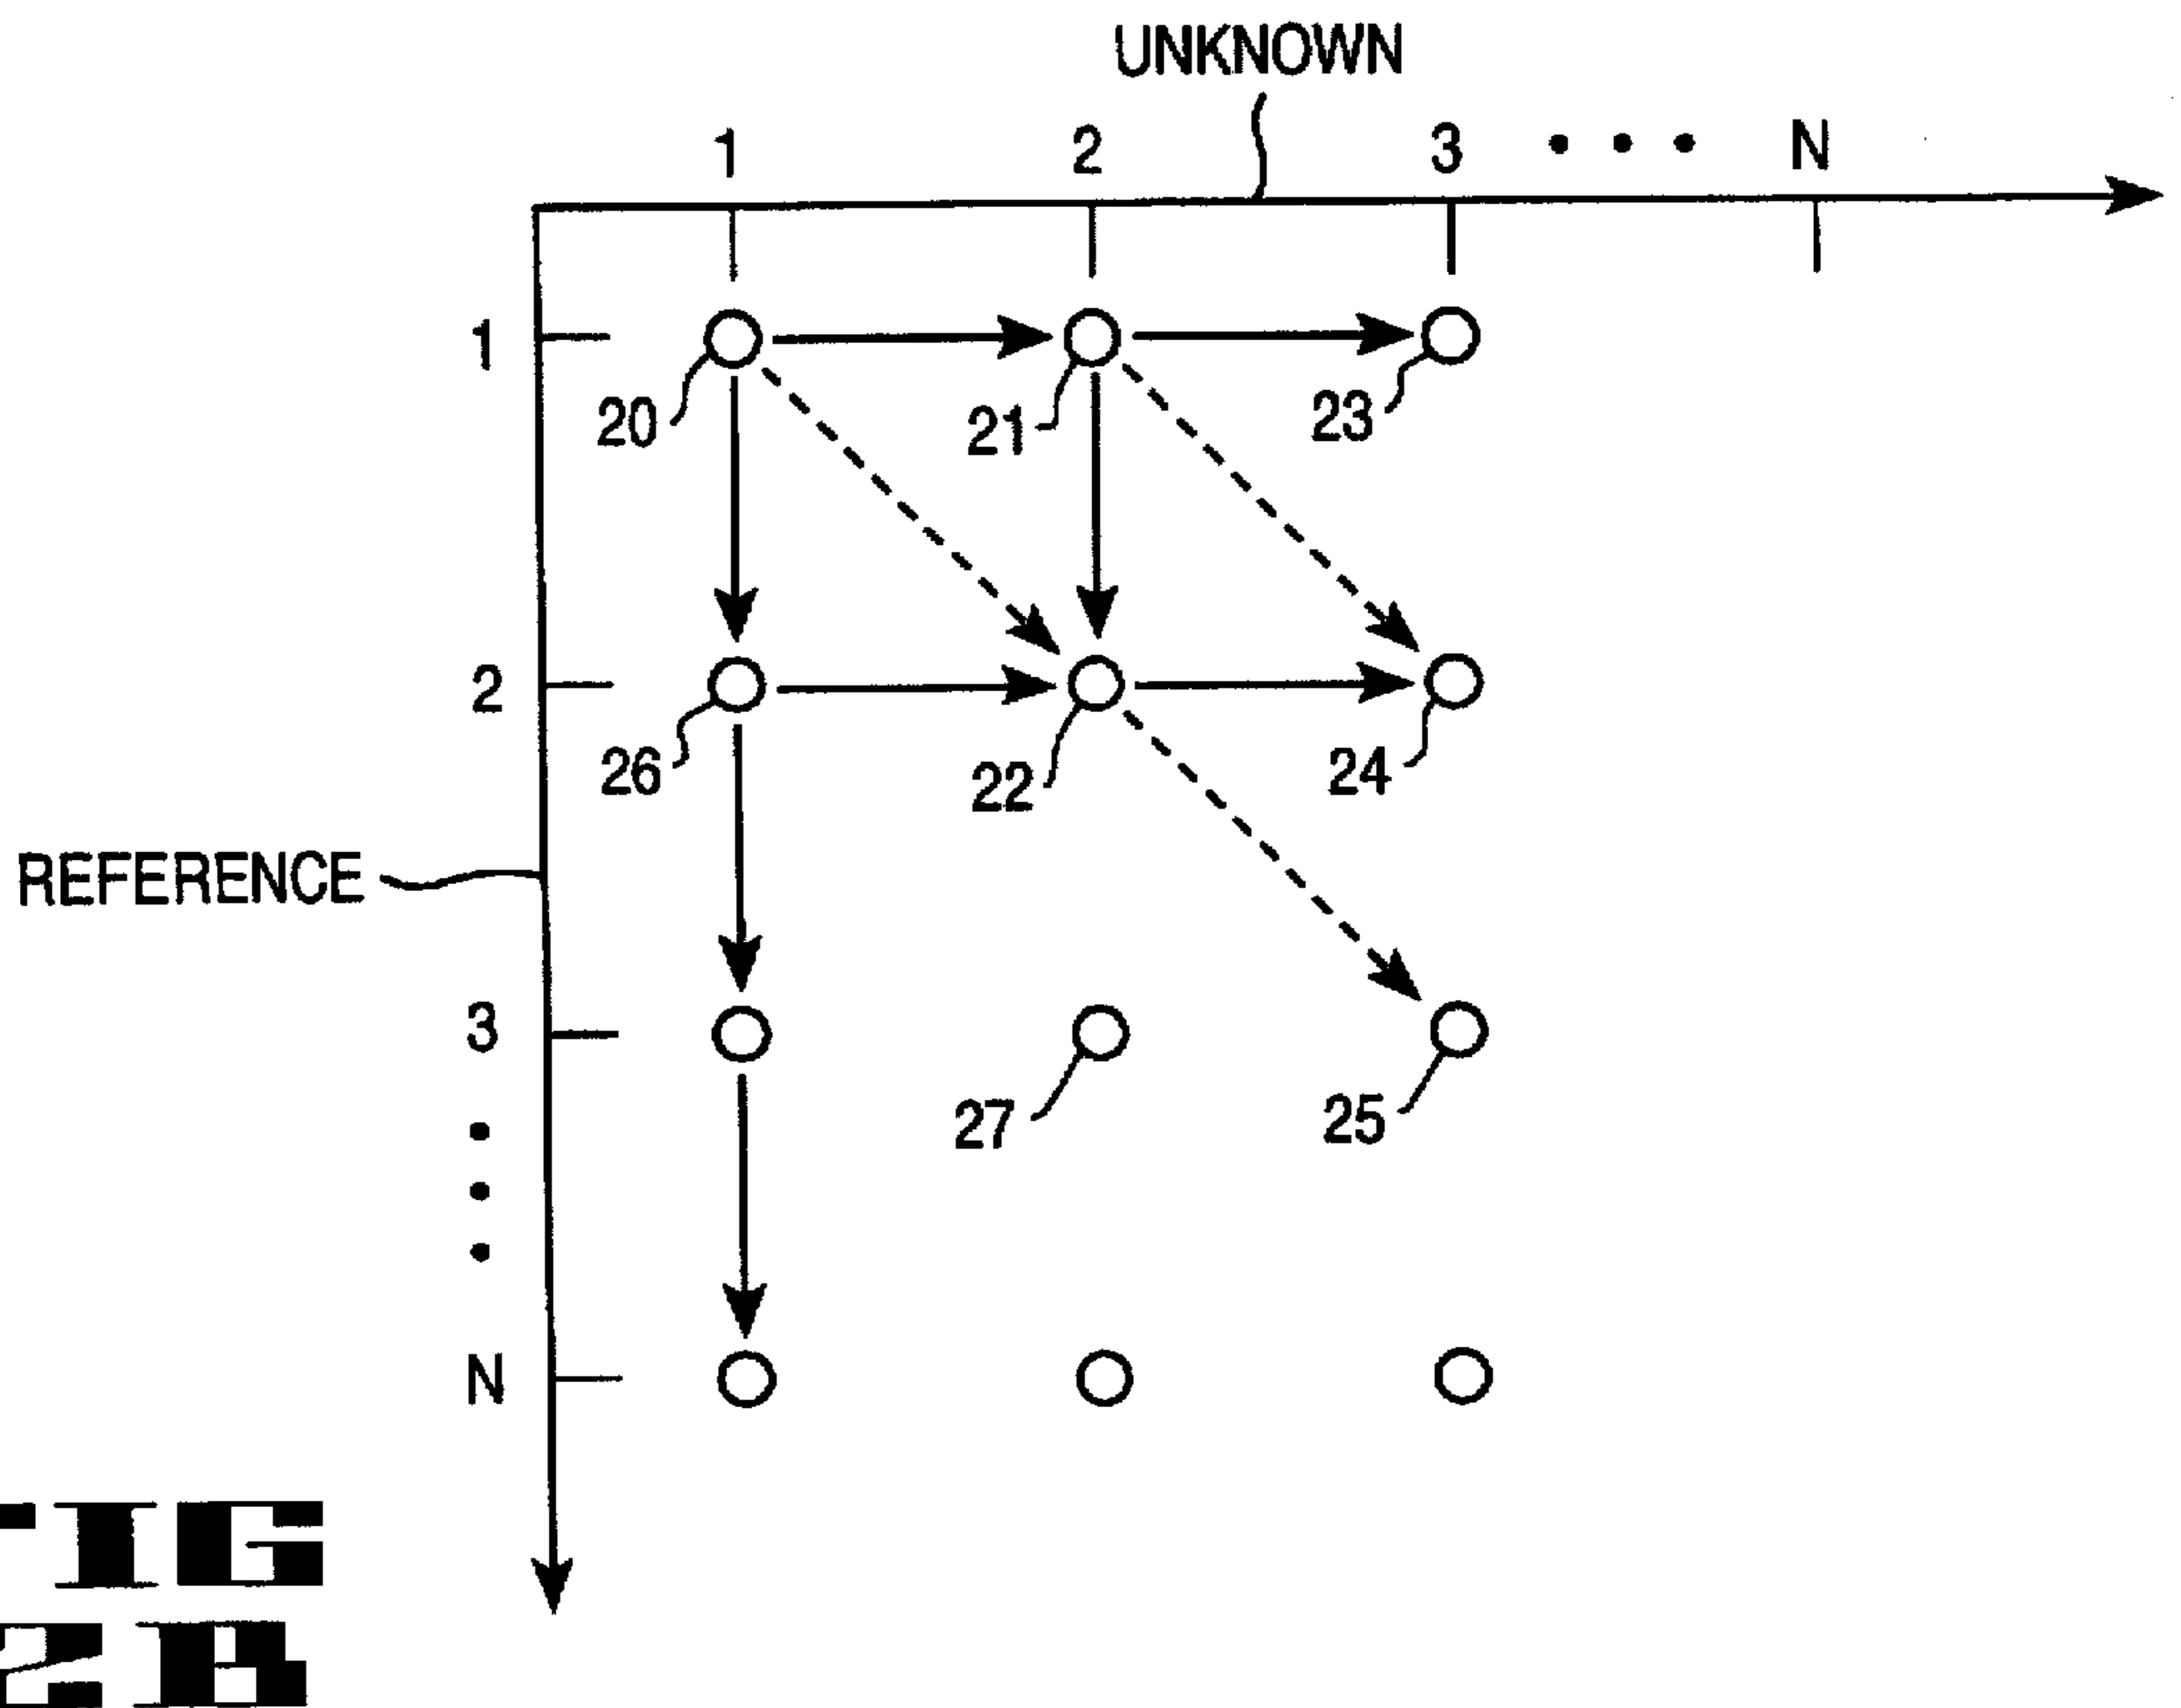 UNKNOWN
1 2 3 • • • N
1
20 21 23
2
26 22 24
REFERENCE
3
27 25
•
•
•
N
FIG
2B